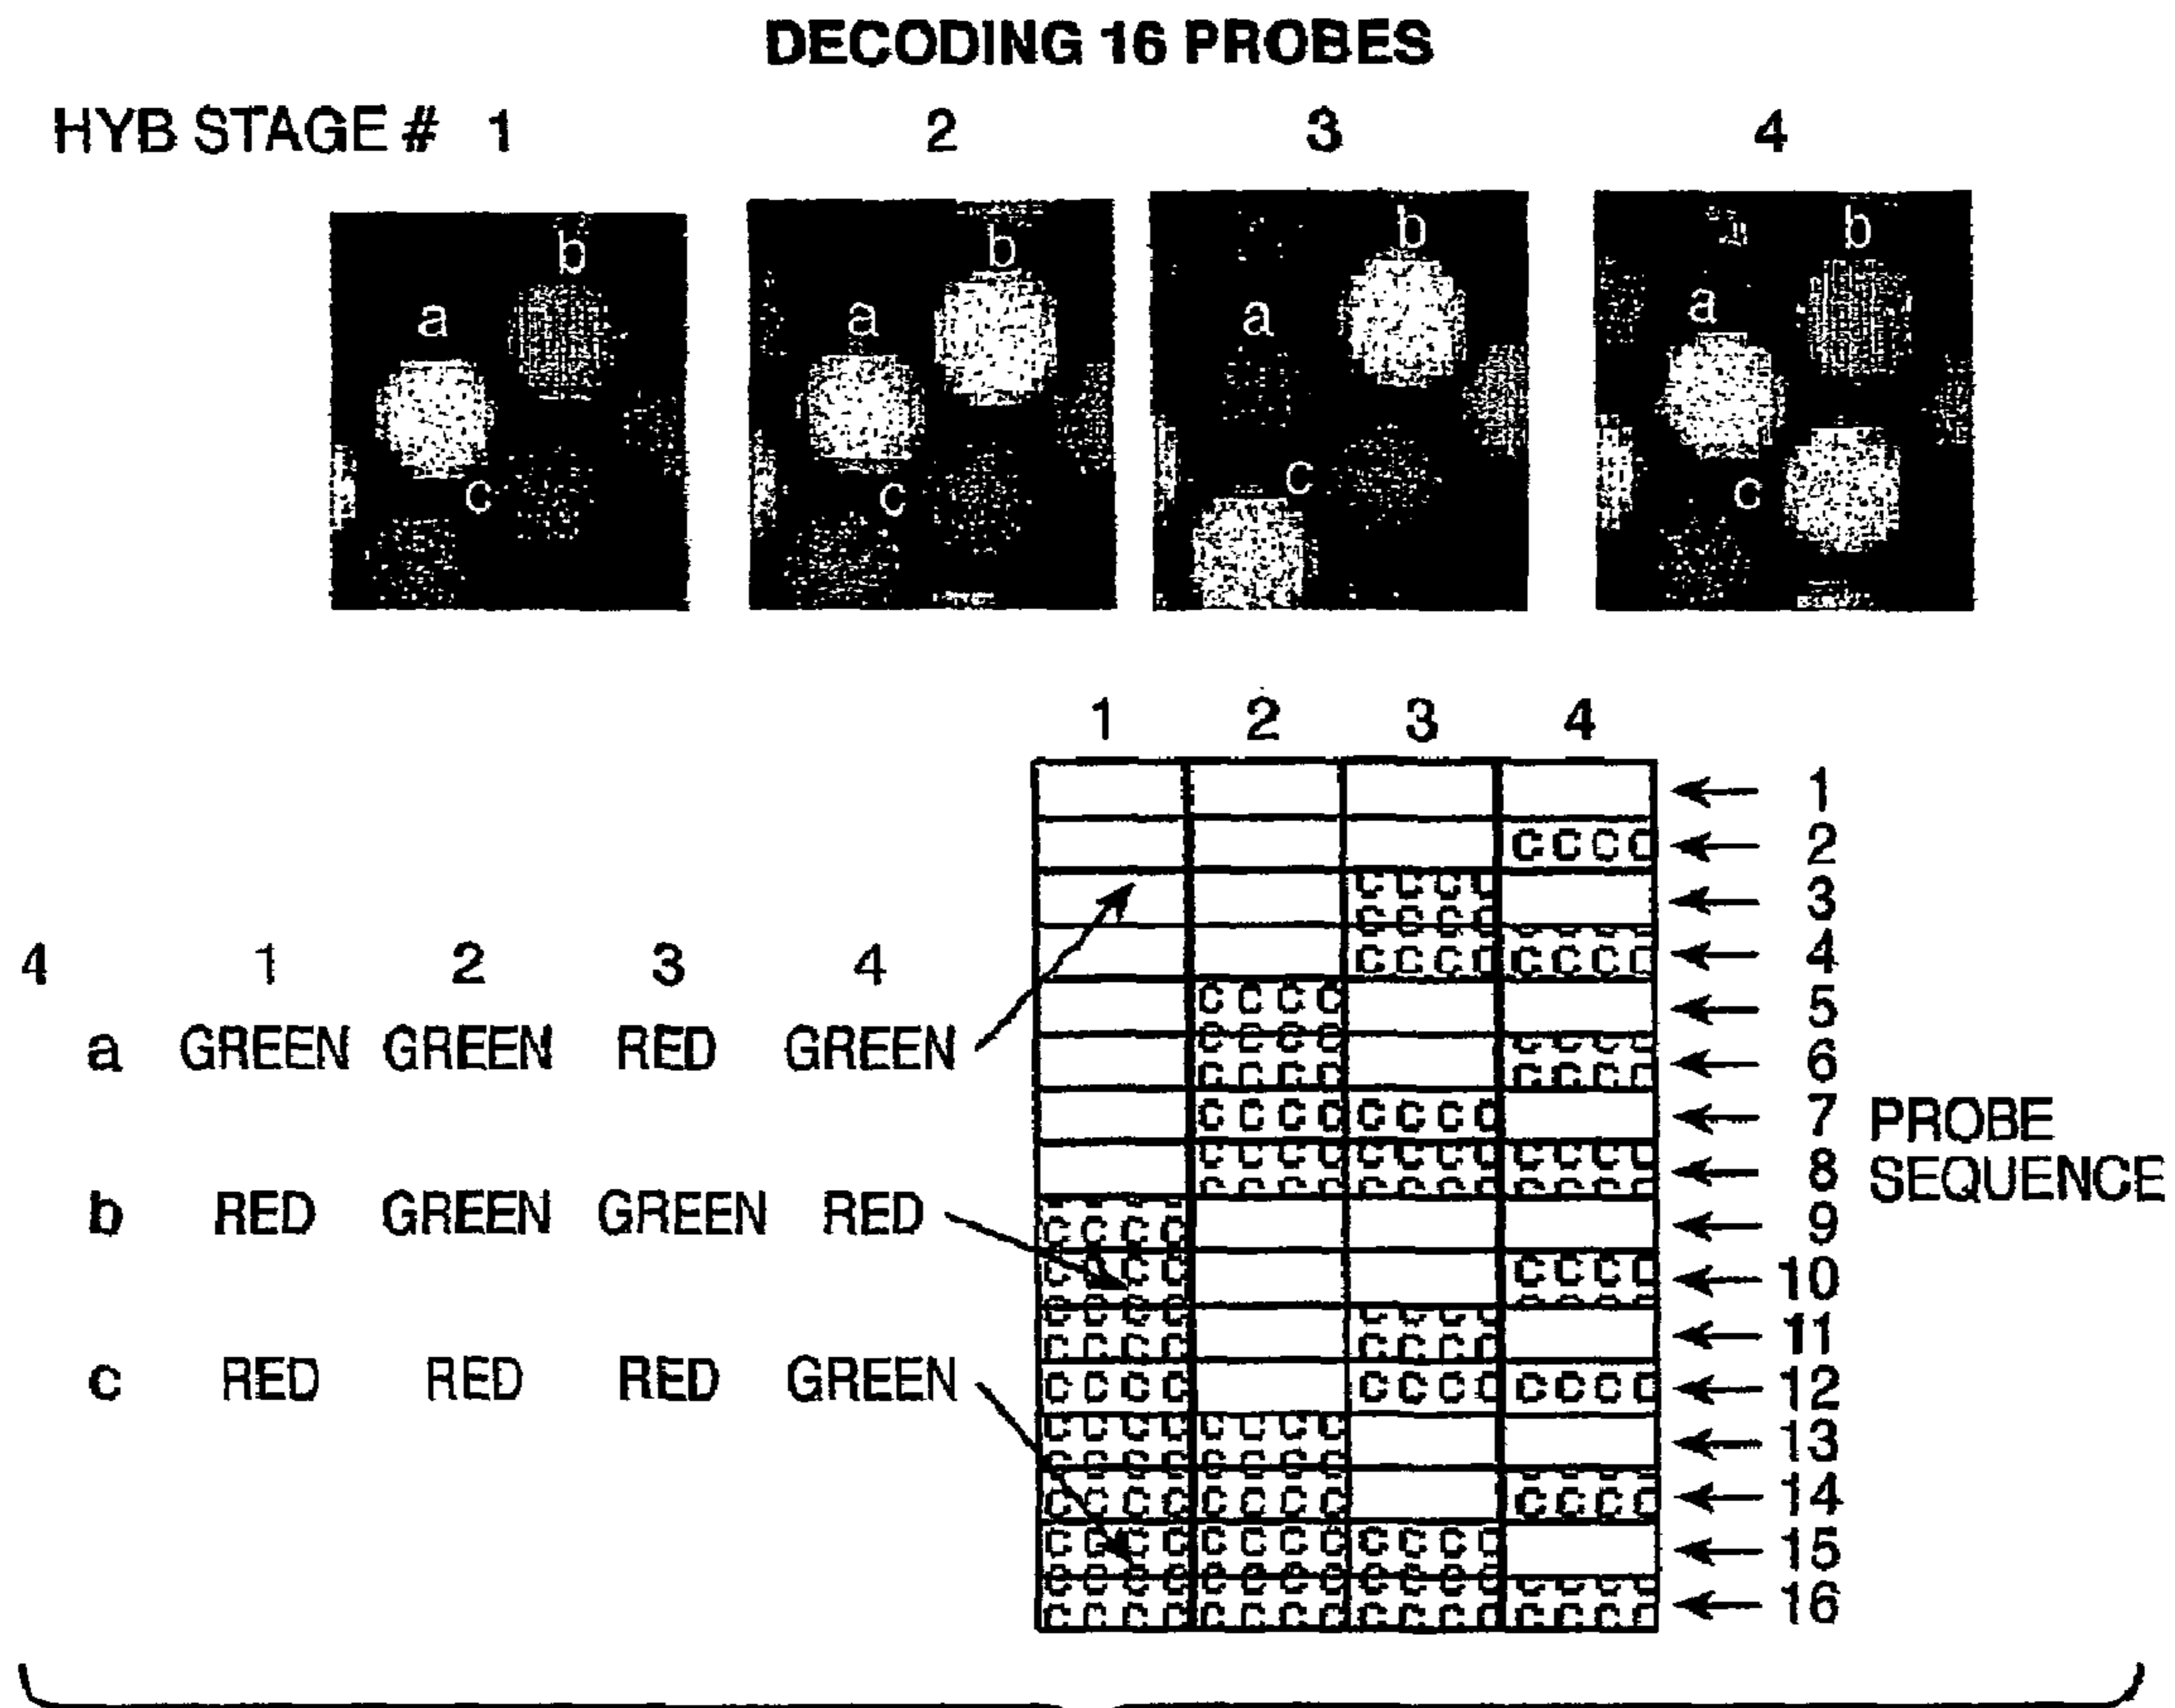 DECODING 16 PROBES
HYB STAGE # 1 2 3 4
a b c
a b c
a b c
a b c
1 2 3 4
1
2
3
4
5
6
7
8
9
10
11
12
13
14
15
16
PROBE
SEQUENCE
4 1 2 3 4
a GREEN GREEN RED GREEN
b RED GREEN GREEN RED
c RED RED RED GREEN